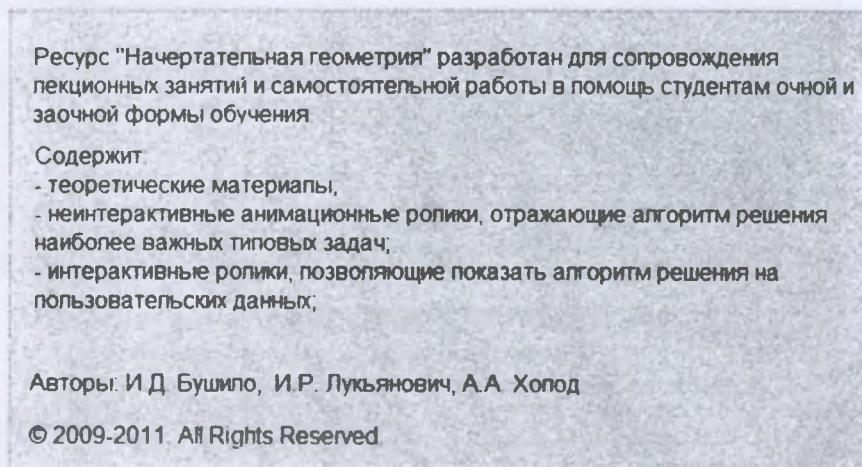 Ресурс "Начертательная геометрия" разработан для сопровождения
лекционных занятий и самостоятельной работы в помощь студентам очной и
заочной формы обучения
Содержит
- теоретические материалы,
- неинтерактивные анимационные ролики, отражающие алгоритм решения
наиболее важных типовых задач;
- интерактивные ролики, позволяющие показать алгоритм решения на
пользовательских данных;
Авторы: И.Д. Бушило, И.Р. Лукьянович, А.А. Холод
© 2009-2011. All Rights Reserved